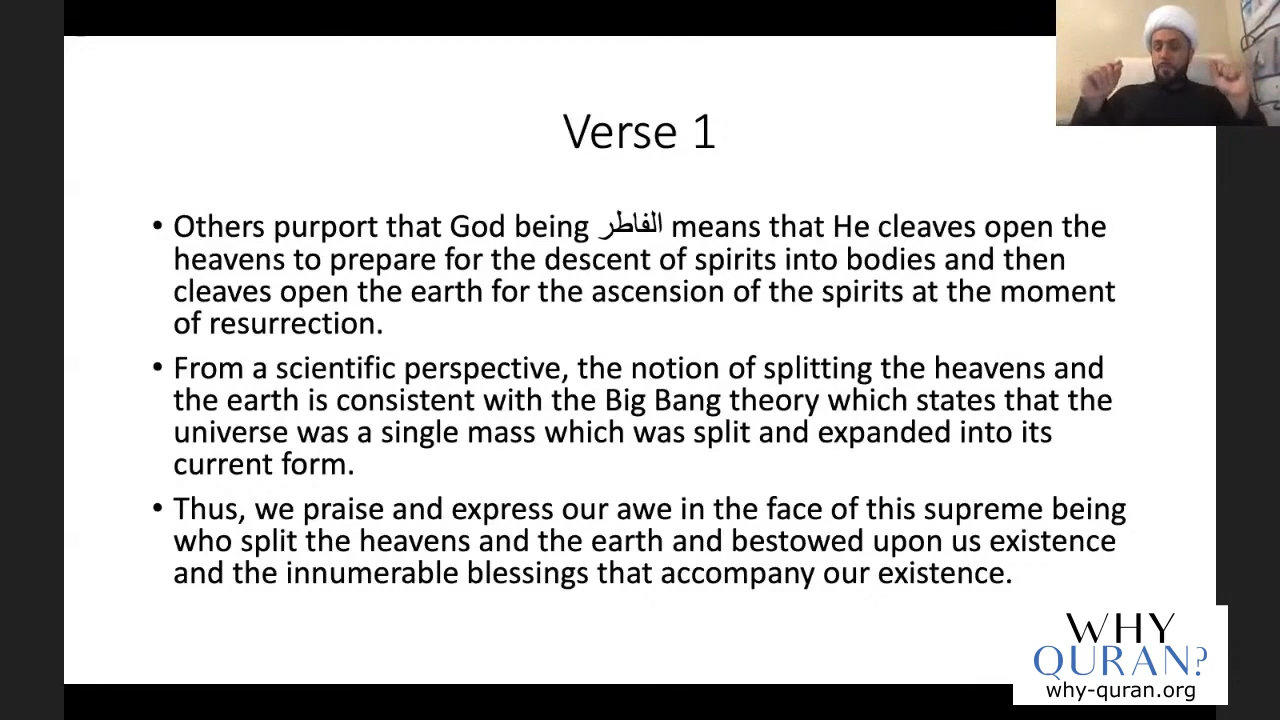 Verse 1
• Others purport that God being الفاطر means that He cleaves open the
heavens to prepare for the descent of spirits into bodies and then
cleaves open the earth for the ascension of the spirits at the moment
of resurrection.
• From a scientific perspective, the notion of splitting the heavens and
the earth is consistent with the Big Bang theory which states that the
universe was a single mass which was split and expanded into its
current form.
• Thus, we praise and express our awe in the face of this supreme being
who split the heavens and the earth and bestowed upon us existence
and the innumerable blessings that accompany our existence.
WHY
QURAN?
why-quran.org